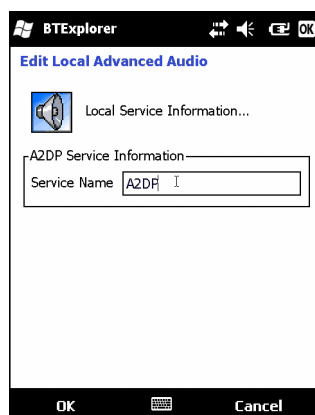 BTExplorer OK
Edit Local Advanced Audio
Local Service Information...
A2DP Service Information
Service Name A2DP
OK Cancel